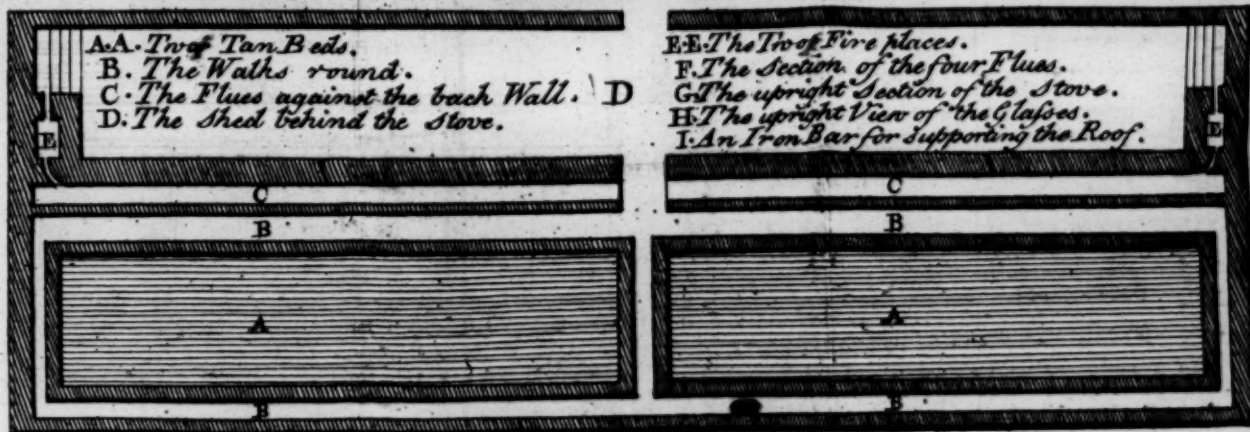 A.A. Two Tan Beds.
B. The Walks round.
C. The Flues against the back Wall.
D. The Shed behind the Stove.
D
E.E. The Two Fire places.
F. The Section of the four Flues.
G. The upright Section of the Stove.
H. The upright View of the Glaſses.
I. An Iron Bar for Supporting the Roof.
E
E
C
C
B
B
A
A
B
B